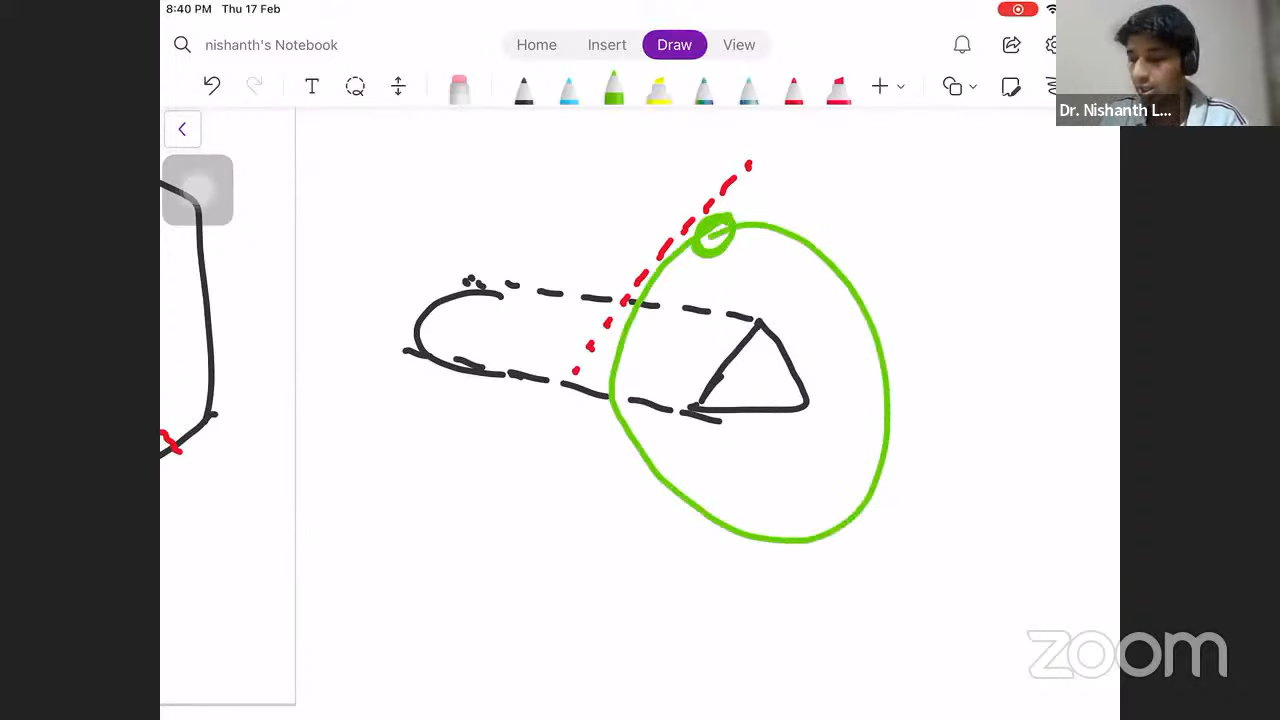 8:40 PM Thu 17 Feb
nishanth's Notebook
Home Insert Draw View
T
Dr. Nishanth L...
zoom